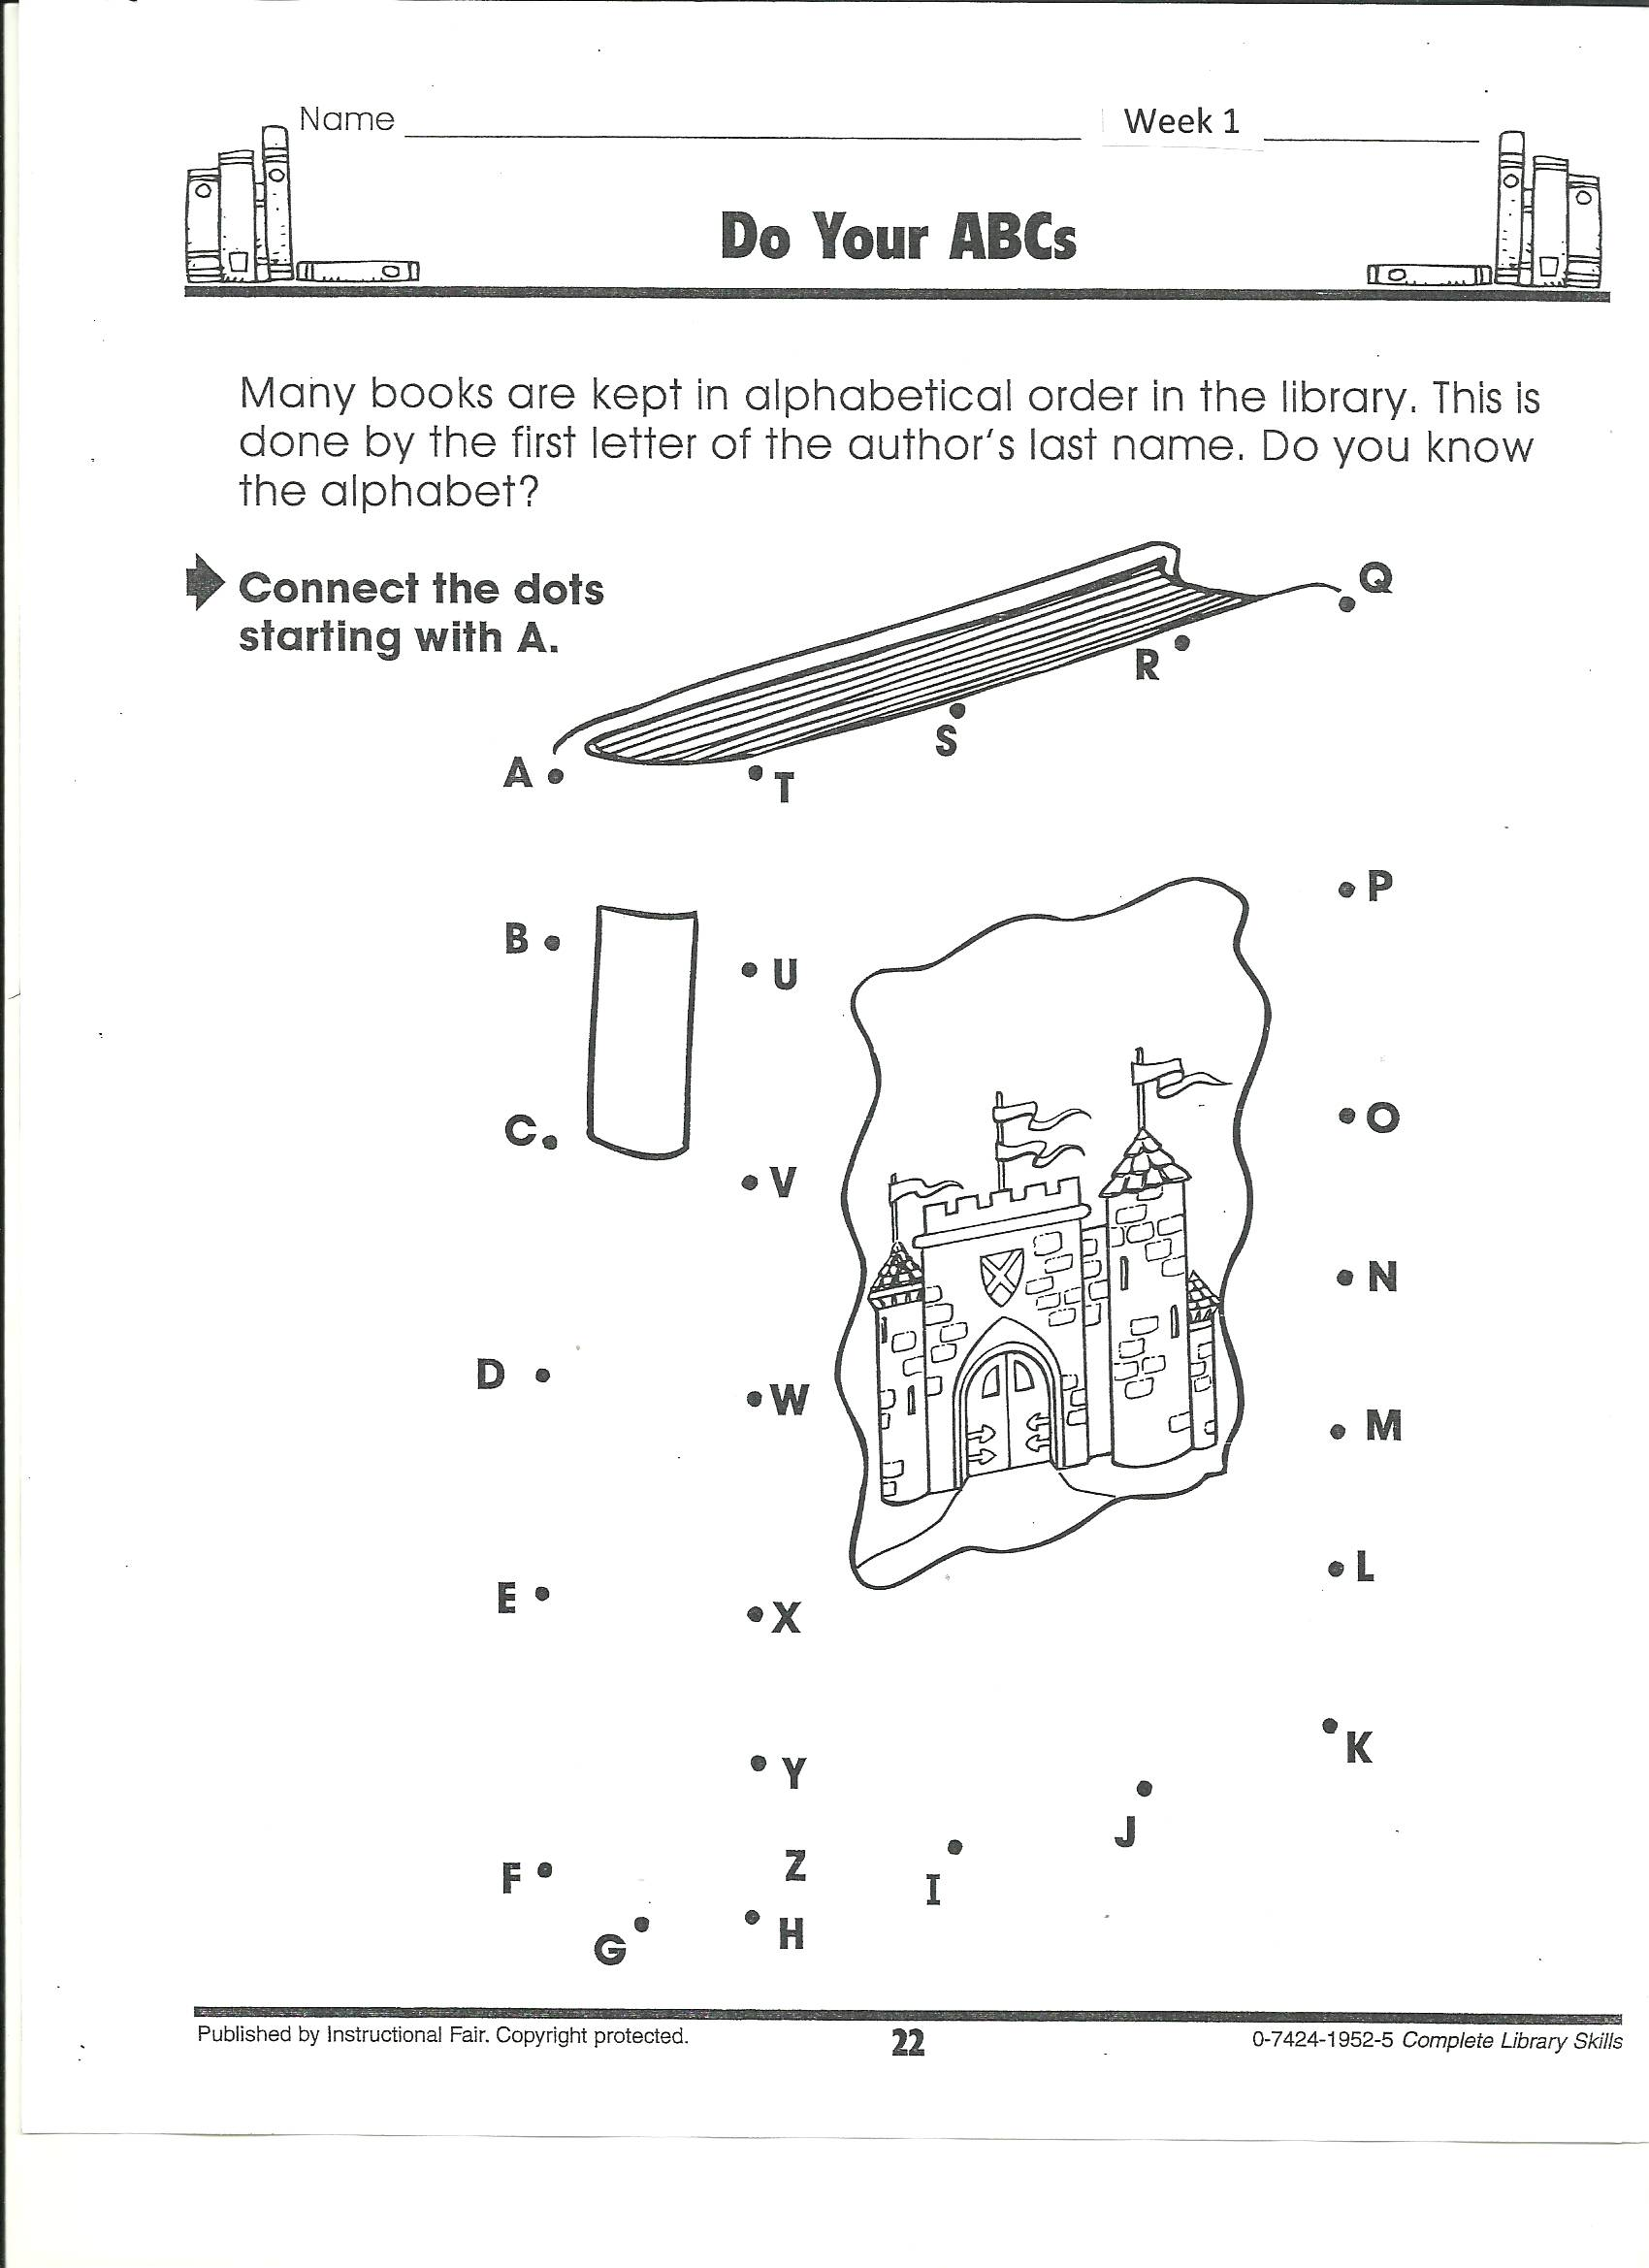 Name
Week 1
Do Your ABCs
Many books are kept in alphabetical order in the library. This is
done by the first letter of the author's last name. Do you know
the alphabet?
Connect the dots
starting with A.
Q
R
S
A
T
P
B
U
O
C
V
N
D
W
M
L
E
X
K
Y
J
Z
F
I
H
G
Published by Instructional Fair. Copyright protected.
22
0-7424-1952-5 Complete Library Skills